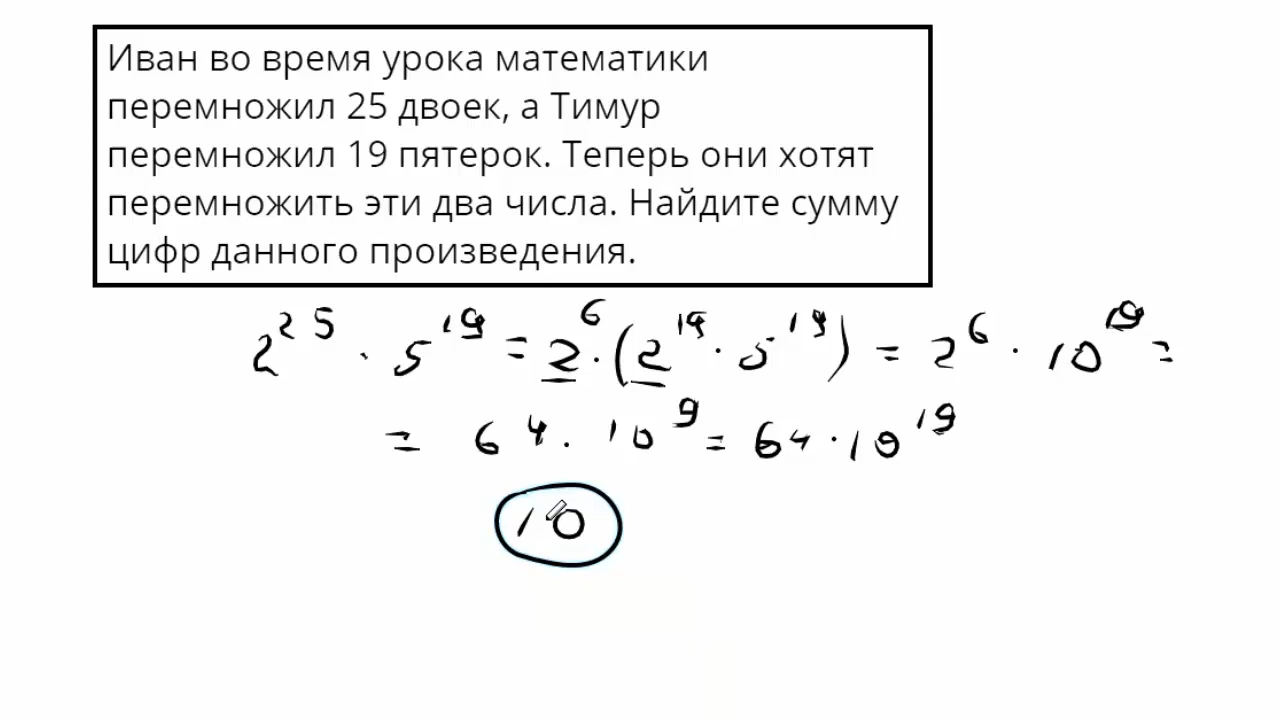 Иван во время урока математики
перемножил 25 двоек, а Тимур
перемножил 19 пятерок. Теперь они хотят
перемножить эти два числа. Найдите сумму
цифр данного произведения.
2^25 · 5^19 = 2^6 · (2^19 · 5^19) = 2^6 · 10^19 =
= 64 · 10^9 = 64 · 10^19
10